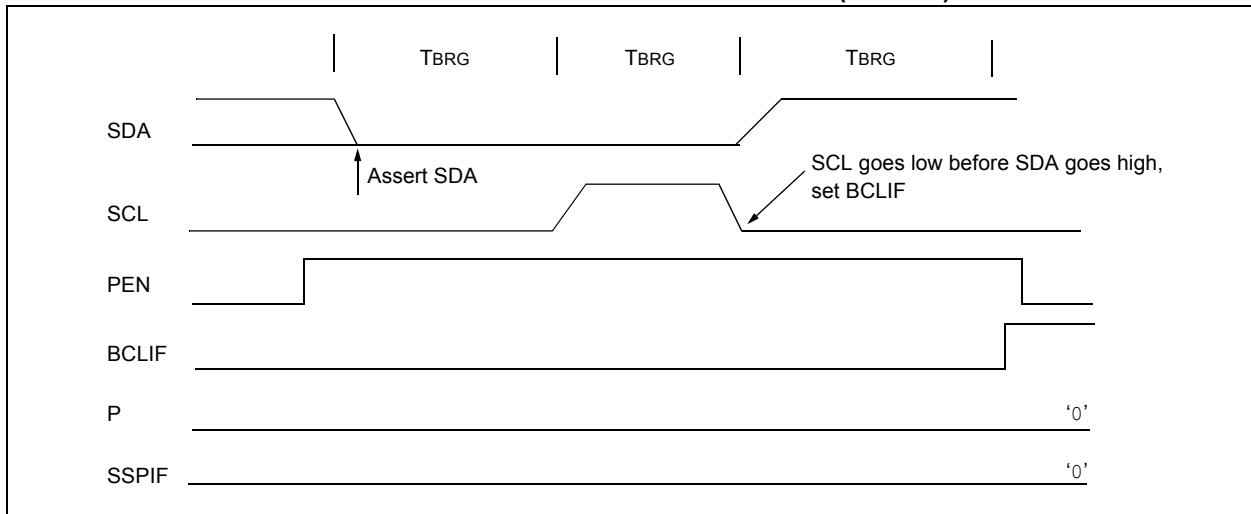 TBRG TBRG TBRG
SDA
Assert SDA
SCL goes low before SDA goes high,
set BCLIF
SCL
PEN
BCLIF
P
‘0’
SSPIF
‘0’